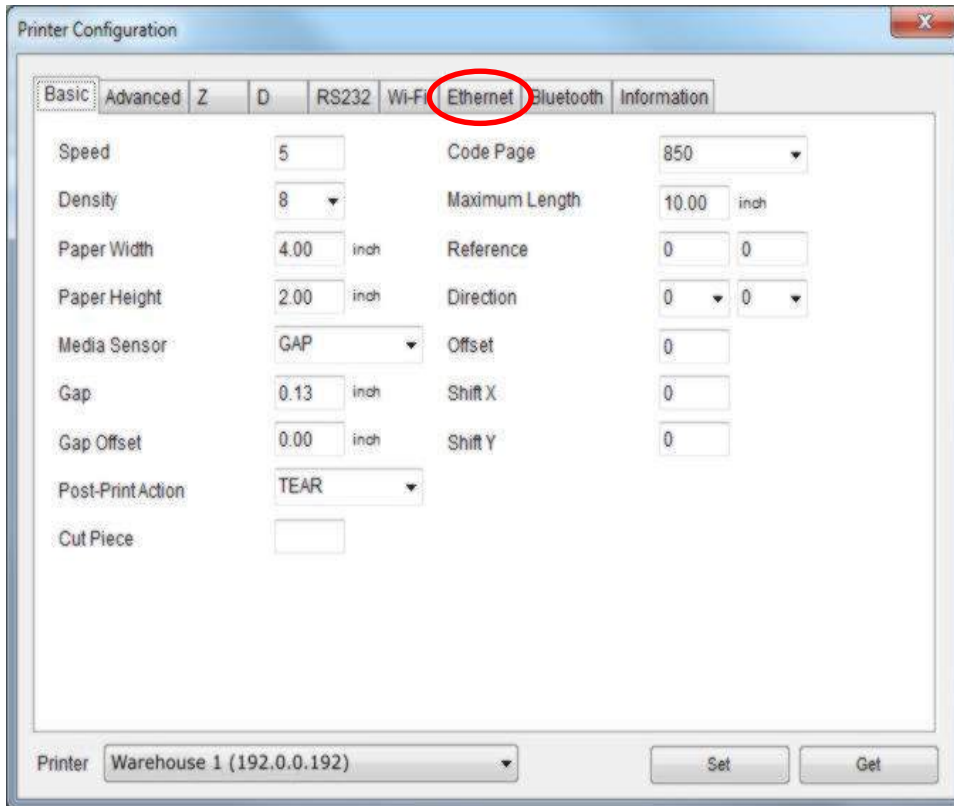 Printer Configuration
X
Basic Advanced Z D RS232 Wi-Fi Ethernet Bluetooth Information
Speed 5 Code Page 850
Density 8 Maximum Length 10.00 inch
Paper Width 4.00 inch Reference 0 0
Paper Height 2.00 inch Direction 0 0
Media Sensor GAP Offset 0
Gap 0.13 inch Shift X 0
Gap Offset 0.00 inch Shift Y 0
Post-Print Action TEAR
Cut Piece
Printer Warehouse 1 (192.0.0.192) Set Get